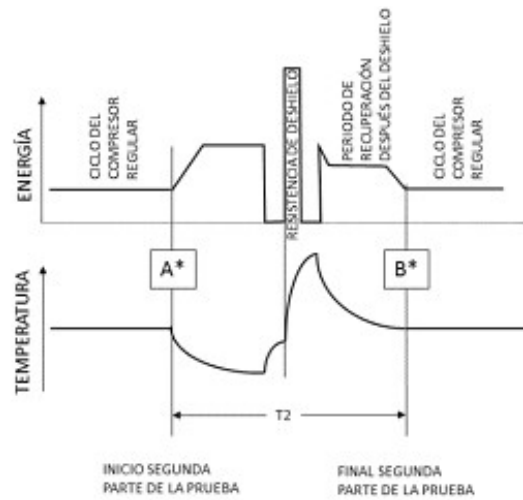 ENERGÍA
CICLO DEL
COMPRESOR
REGULAR
RESISTENCIA DE DESHIELO
PERIODO DE
RECUPERACIÓN
DESPUÉS DEL DESHIELO
CICLO DEL
COMPRESOR
REGULAR
A*
B*
TEMPERATURA
T2
INICIO SEGUNDA
PARTE DE LA PRUEBA
FINAL SEGUNDA
PARTE DE LA PRUEBA